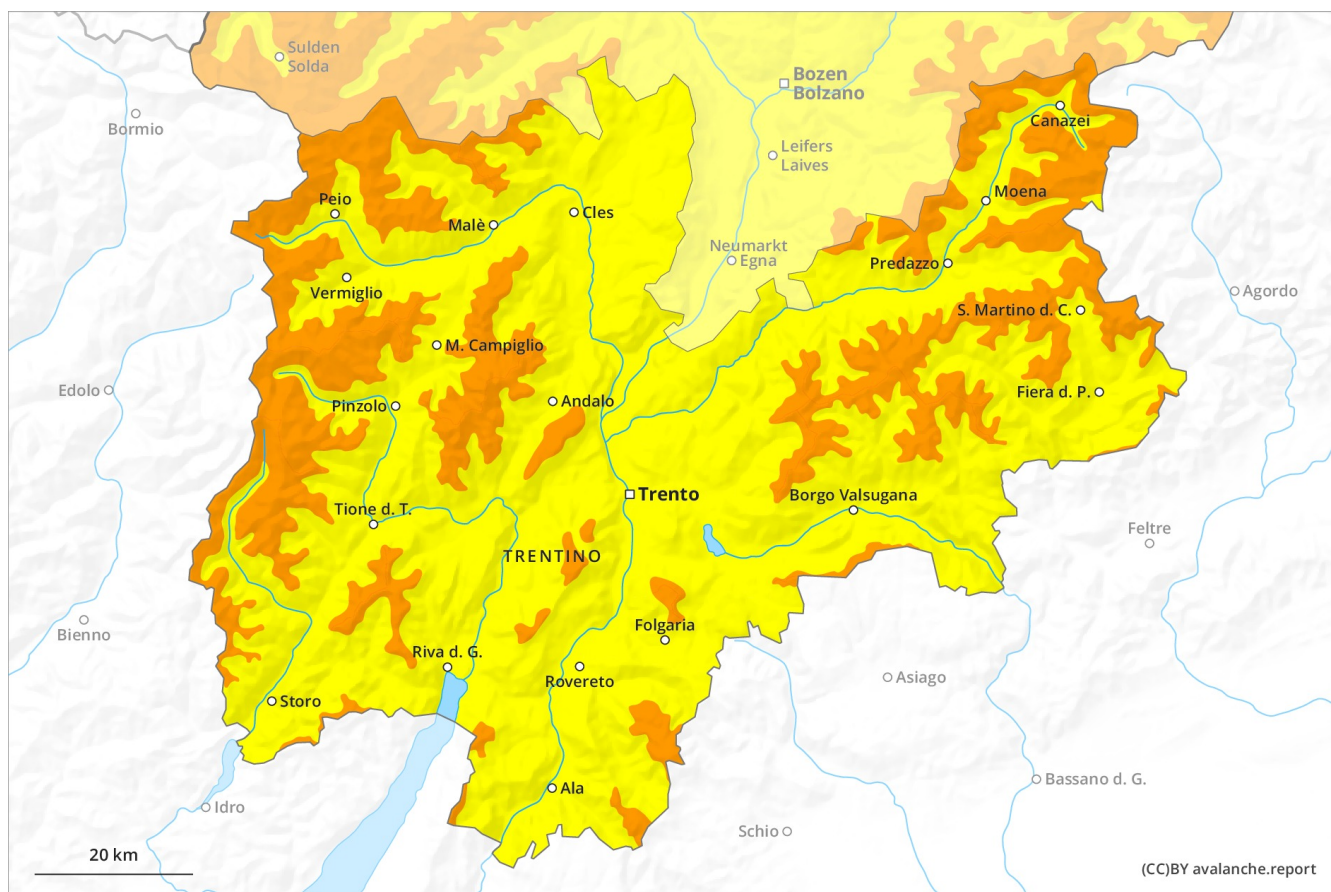 Sulden
Solda
Bozen
Bolzano
Bormio
Canazei
Leifers
Laives
Moena
Peio
Cles
Malè
Neumarkt
Egna
Predazzo
Vermiglio
Agordo
S. Martino d. C.
M. Campiglio
Edolo
Pinzolo
Andalo
Fiera d. P.
Trento
Borgo Valsugana
Tione d. T.
Feltre
TRENTINO
Bienno
Folgaria
Riva d. G.
Rovereto
Asiago
Storo
Bassano d. G.
Ala
Idro
Schio
20 km
(CC)BY avalanche.report